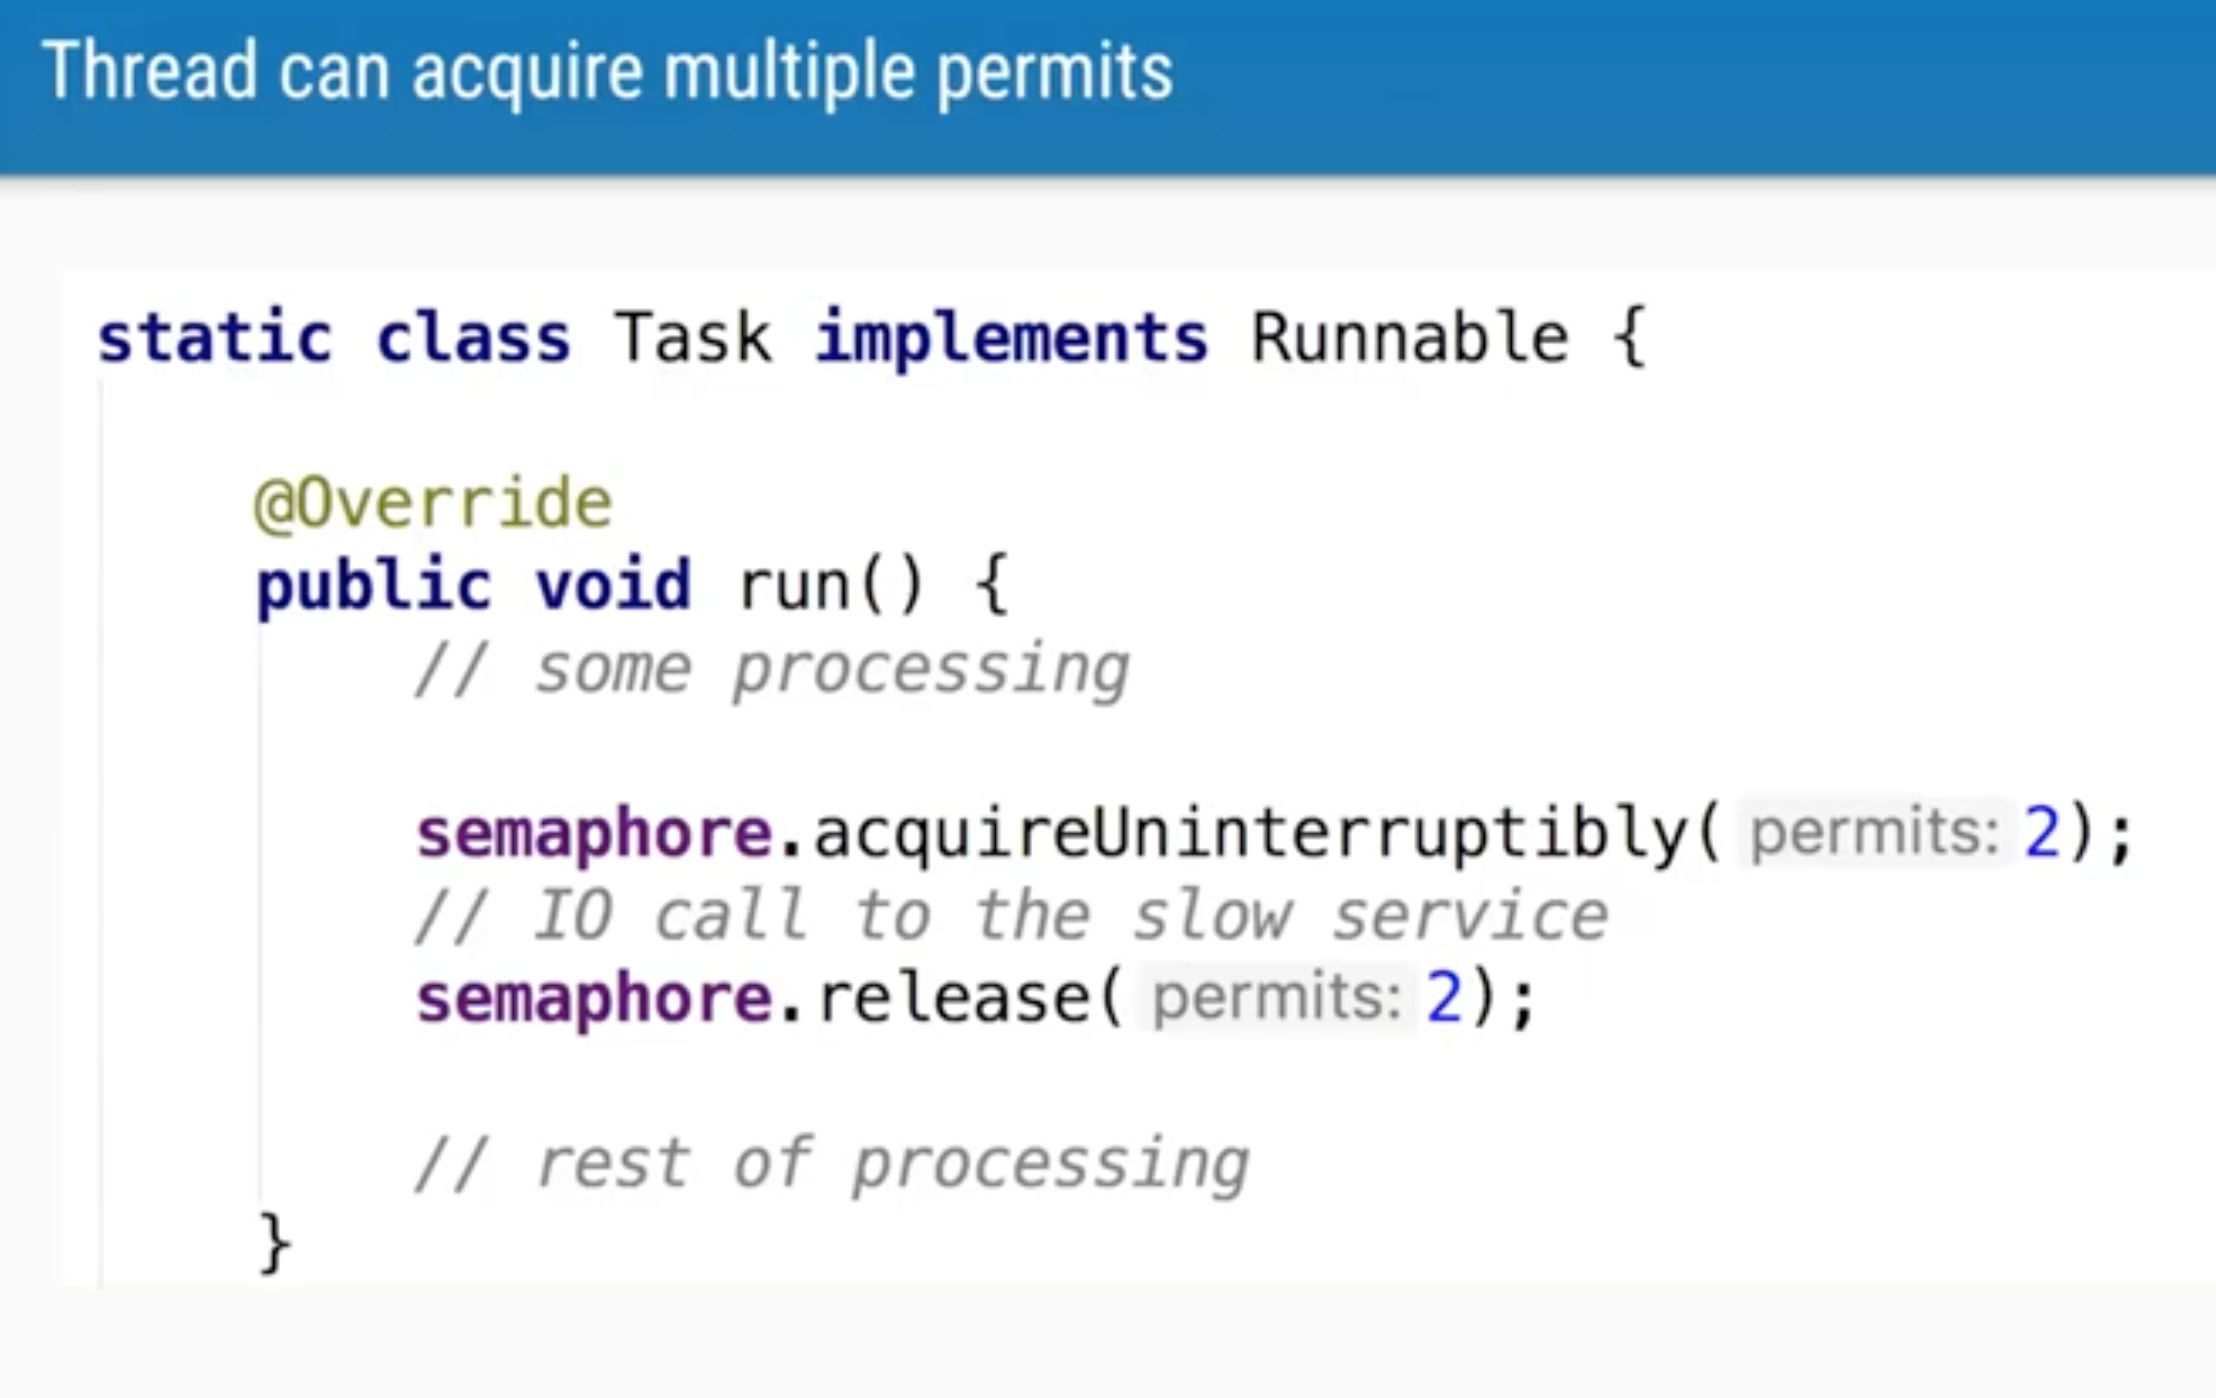 Thread can acquire multiple permits
static class Task implements Runnable {
@Override
public void run() {
// some processing
semaphore.acquireUninterruptibly( permits: 2);
// IO call to the slow service
semaphore.release( permits: 2);
// rest of processing
}